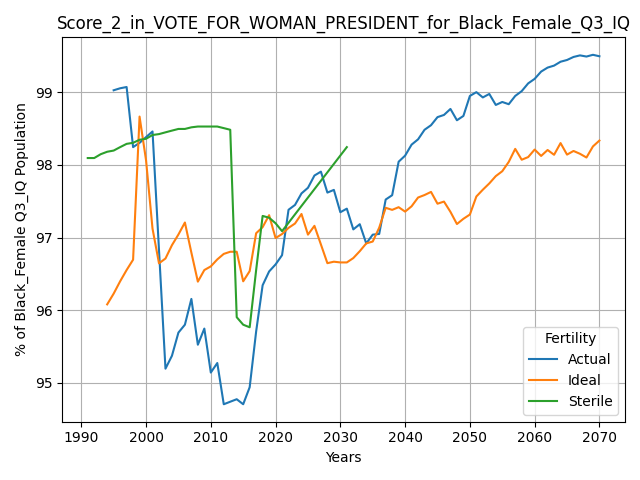 Score_2_in_VOTE_FOR_WOMAN_PRESIDENT_for_Black_Female_Q3_IQ
% of Black_Female Q3_IQ Population
99
98
97
96
95
Fertility
Actual
Ideal
Sterile
1990 2000 2010 2020 2030 2040 2050 2060 2070
Years